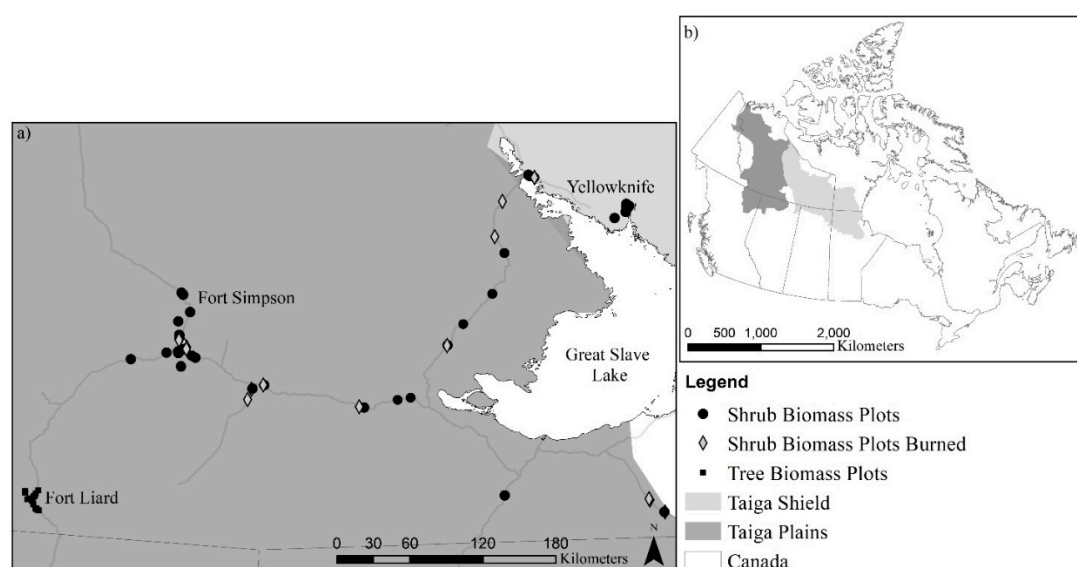 a)
Yellowknife
Fort Simpson
Great Slave
Lake
Fort Liard
N
0 30 60 120 180
Kilometers
b)
0 500 1,000 2,000
Kilometers
Legend
Shrub Biomass Plots
Shrub Biomass Plots Burned
Tree Biomass Plots
Taiga Shield
Taiga Plains
Canada